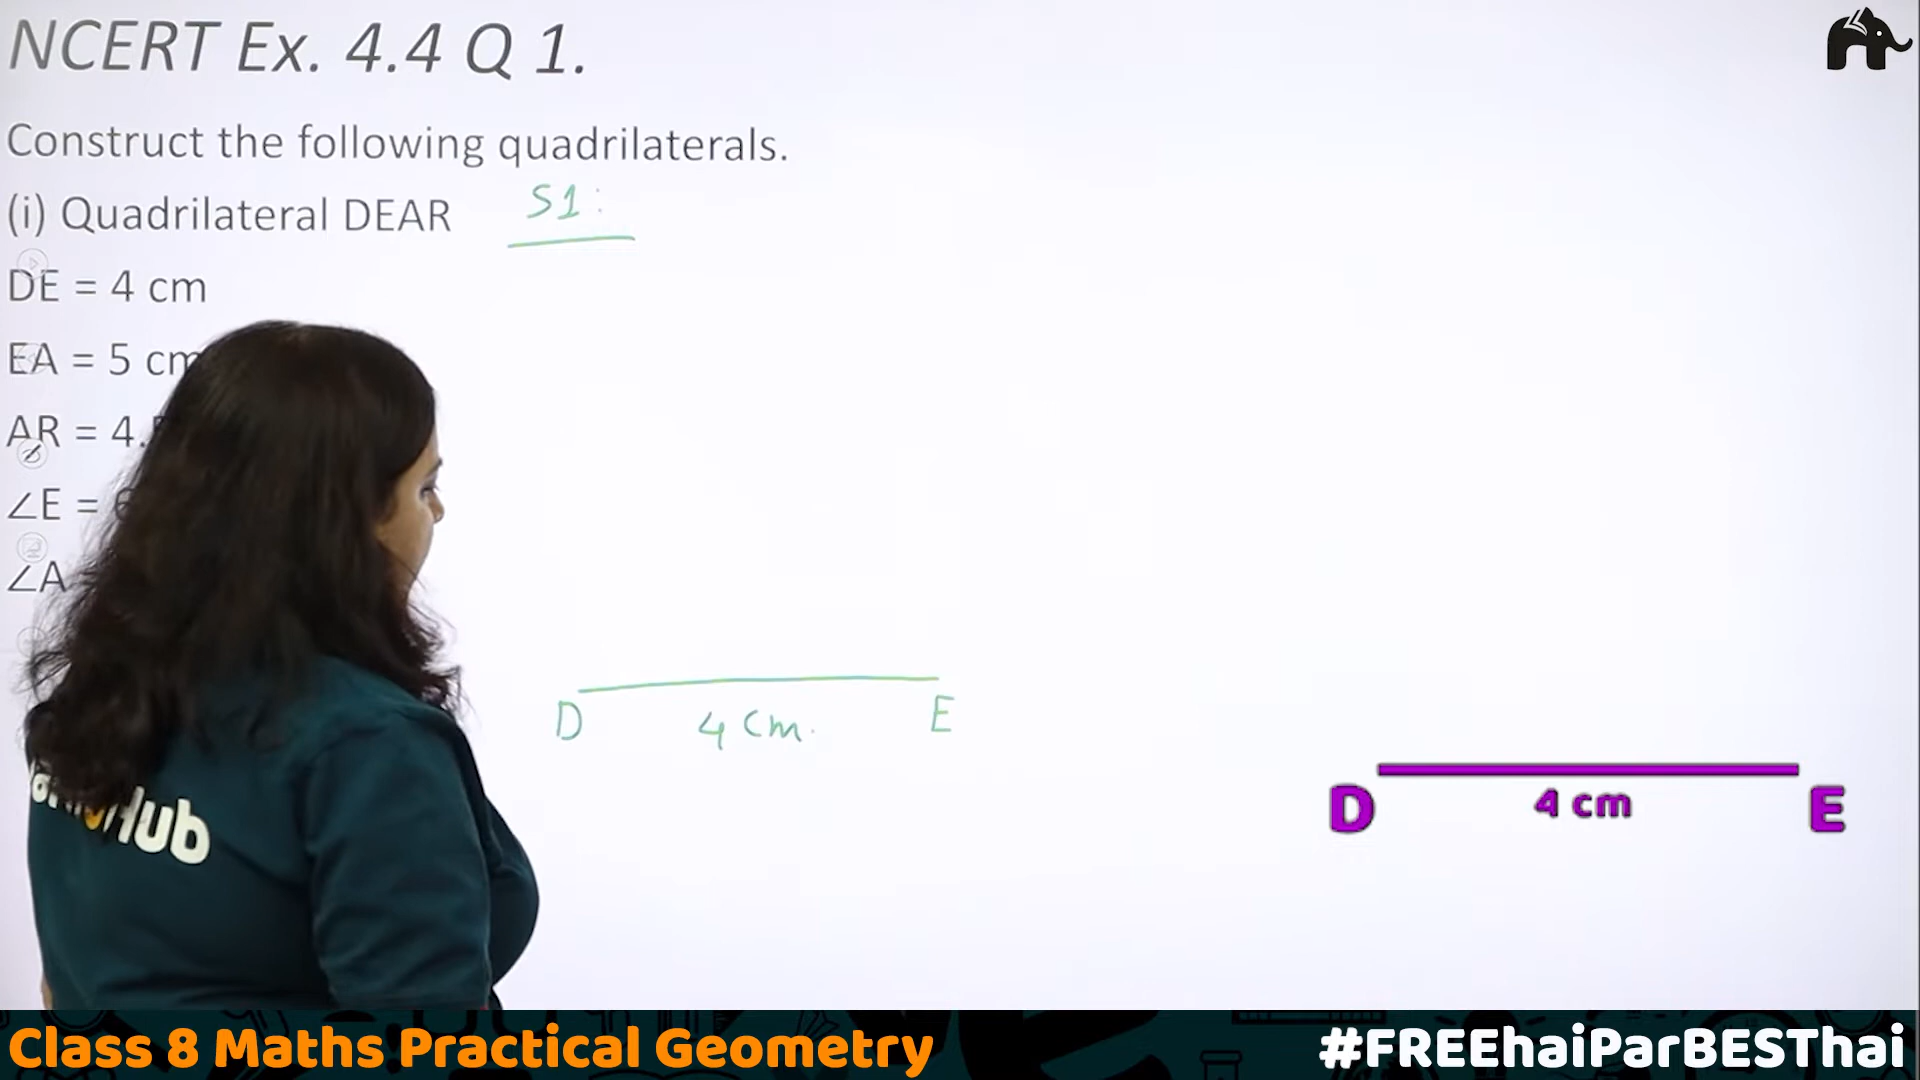 NCERT Ex. 4.4 Q 1.
Construct the following quadrilaterals.
(i) Quadrilateral DEAR
S1:
DE = 4 cm
EA = 5 cm
AR = 4.
∠E =
∠A
D 4 cm. E
D 4 cm E
Hub
Class 8 Maths Practical Geometry
#FREEhaiParBESThai